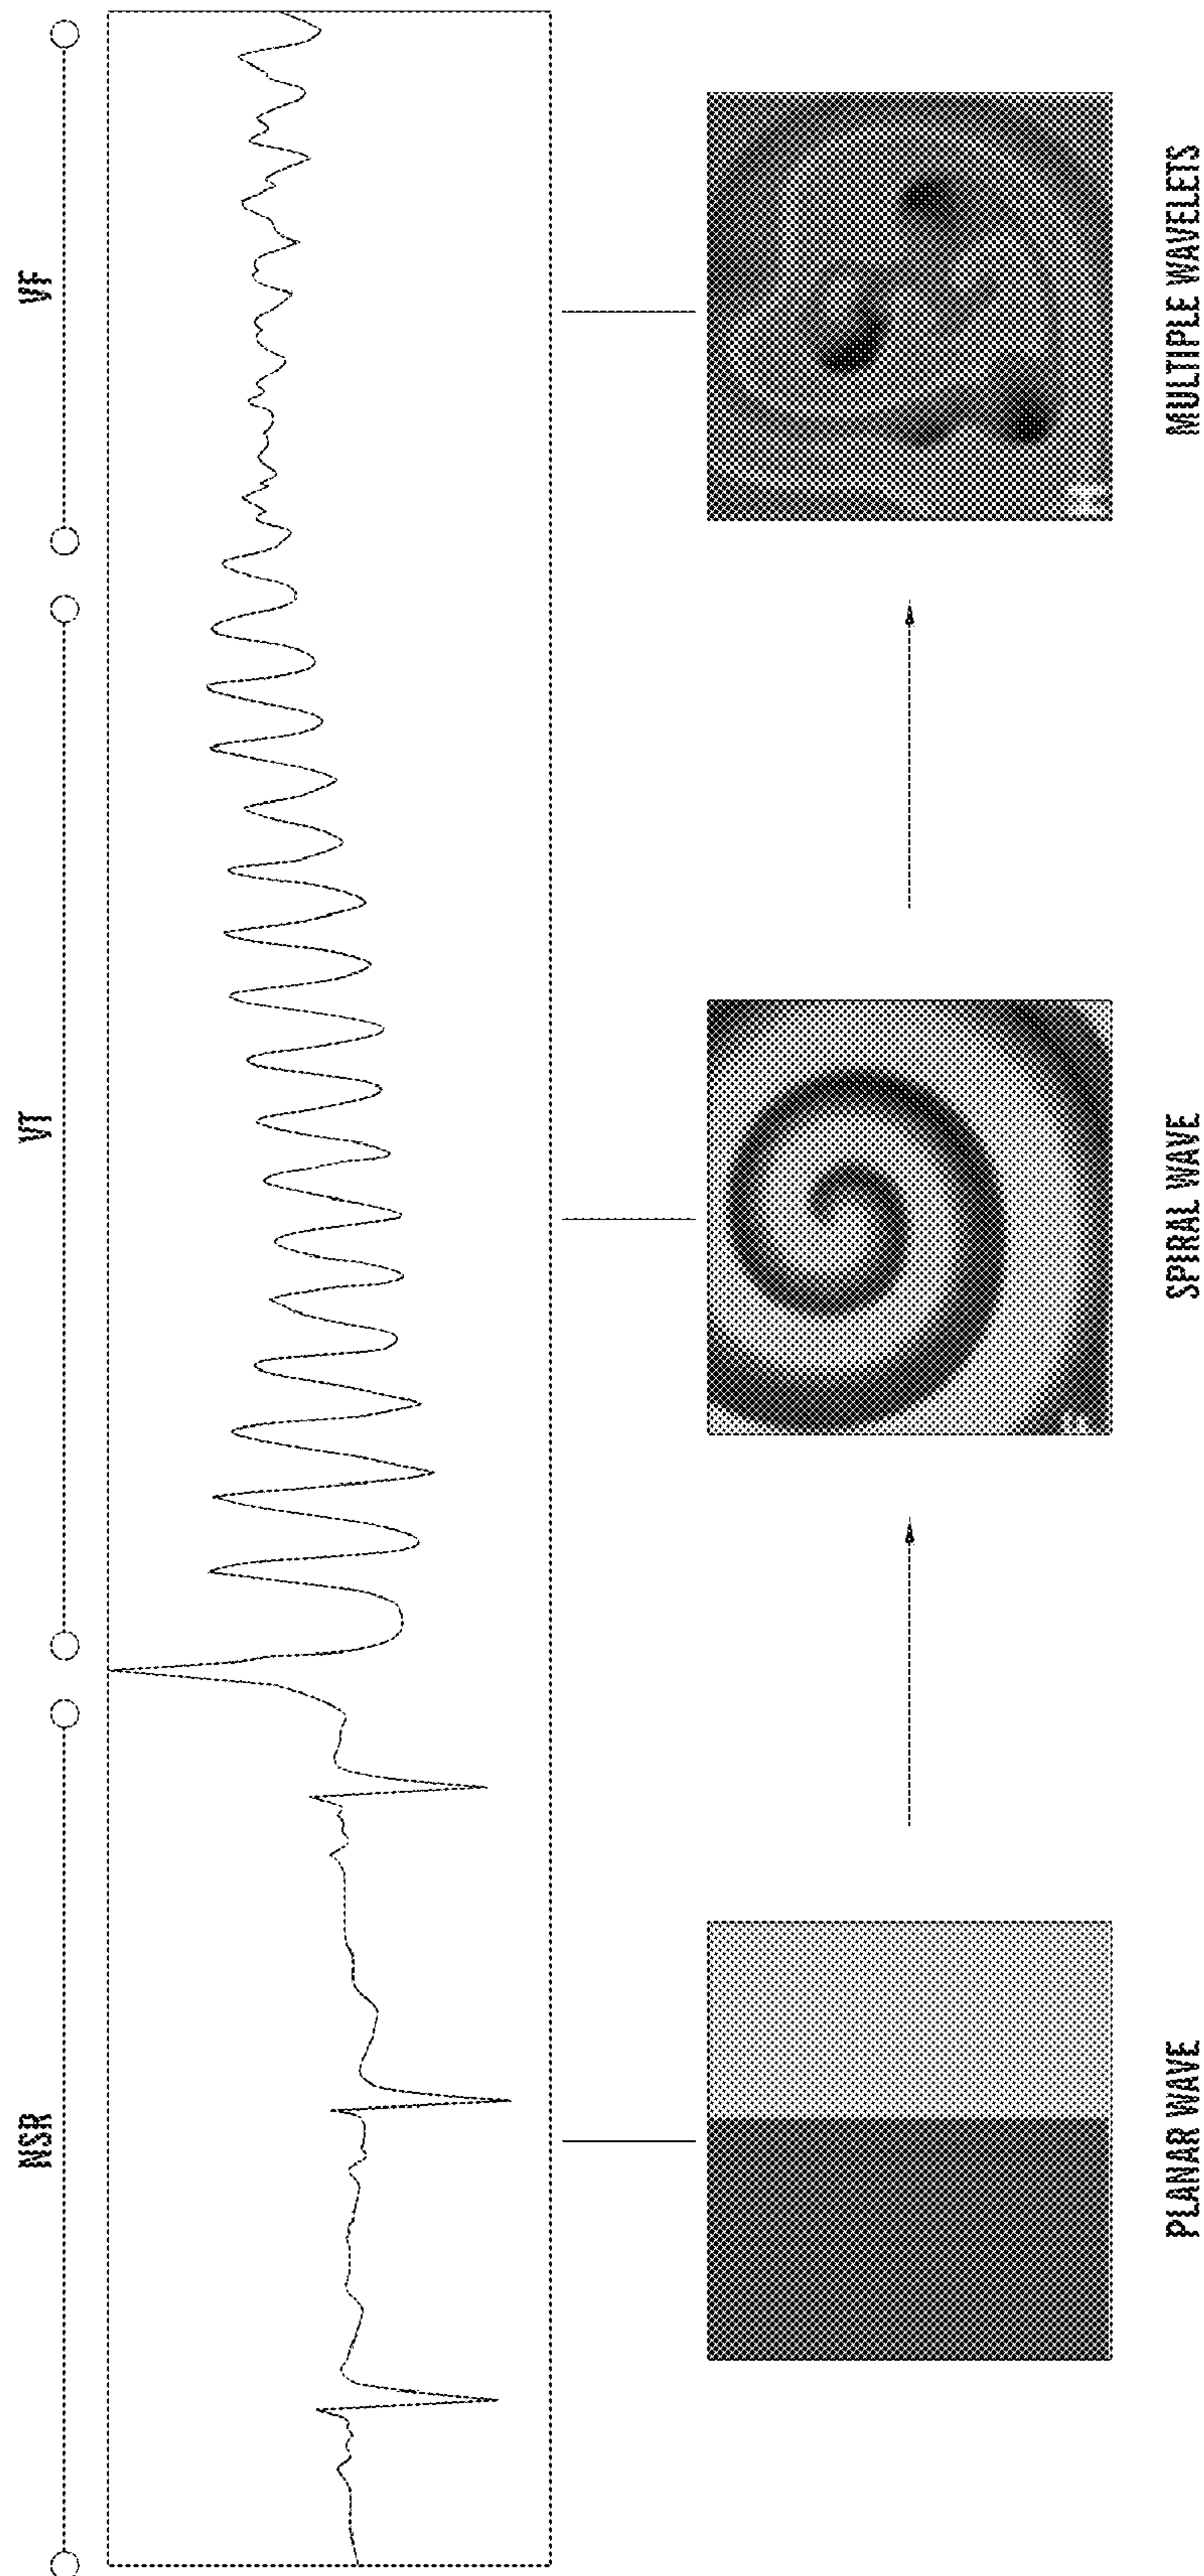 NSR
VT
VF
PLANAR WAVE
SPIRAL WAVE
MULTIPLE WAVELETS